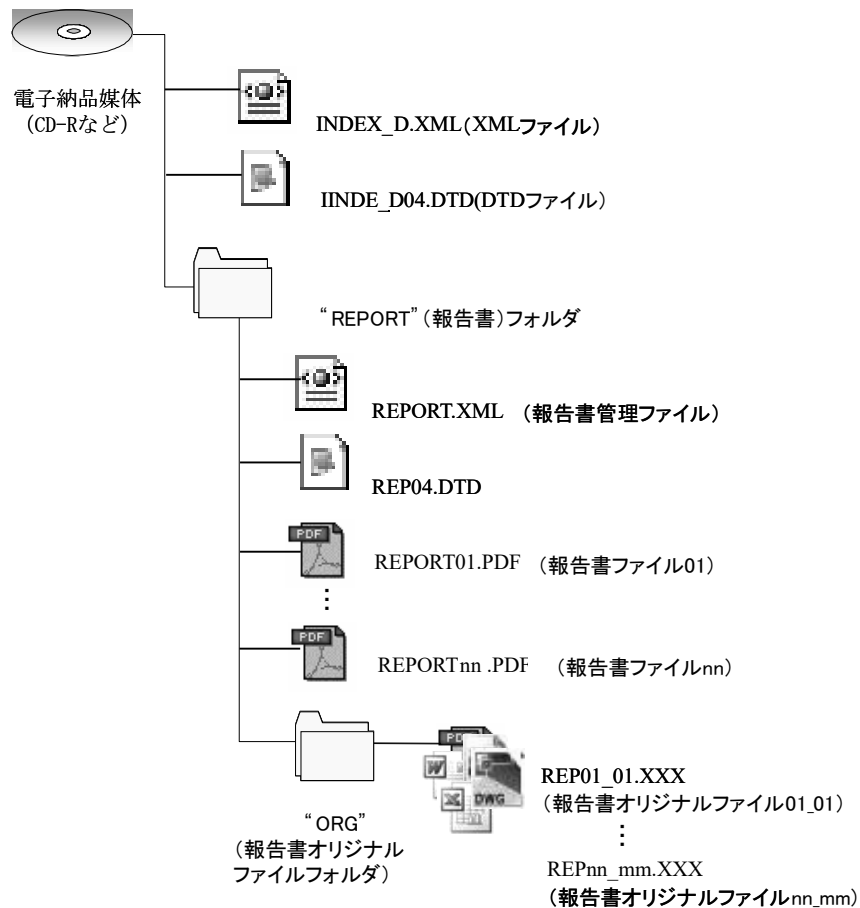 電子納品媒体
(CD-Rなど)
INDEX_D.XML(XMLファイル)
IINDE_D04.DTD(DTDファイル)
“REPORT”(報告書)フォルダ
REPORT.XML (報告書管理ファイル)
REP04.DTD
PDF
REPORT01.PDF (報告書ファイル01)
⋮
PDF
REPORTnn .PDF (報告書ファイルnn)
PDF
W
X
DWG
REP01_01.XXX
(報告書オリジナルファイル01_01)
⋮
REPnn_mm.XXX
(報告書オリジナルファイルnn_mm)
“ORG”
(報告書オリジナル
ファイルフォルダ)